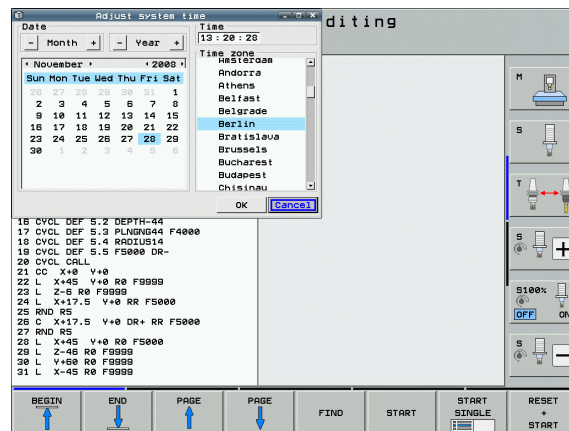 Adjust system time
diting
Date
- Month +
- Year +
November
2008
Sun Mon Tue Wed Thu Fri Sat
26 27 28 29 30 31 1
2 3 4 5 6 7 8
9 10 11 12 13 14 15
16 17 18 19 20 21 22
23 24 25 26 27 28 29
30 1 2 3 4 5 6
Time
13:20:28
Time zone
Amsterdam
Andorra
Athens
Belfast
Belgrade
Berlin
Bratislava
Brussels
Bucharest
Budapest
Chisinau
OK
Cancel
16 CYCL DEF 5.2 DEPTH-44
17 CYCL DEF 5.3 PLNGNG44 F4000
18 CYCL DEF 5.4 RADIUS14
19 CYCL DEF 5.5 F5000 DR-
20 CYCL CALL
21 CC X+0 Y+0
22 L X+45 Y+0 R0 F9999
23 L Z-6 R0 F9999
24 L X+17.5 Y+0 RR F5000
25 RND R5
26 C X+17.5 Y+0 DR+ RR F5000
27 RND R5
28 L X+45 Y+0 R0 F5000
29 L Z-46 R0 F9999
30 L Y+60 R0 F9999
31 L X-45 R0 F9999
M
S
T
S
+
S100%
OFF ON
S
-
BEGIN
END
PAGE
PAGE
FIND
START
START
SINGLE
RESET
+
START